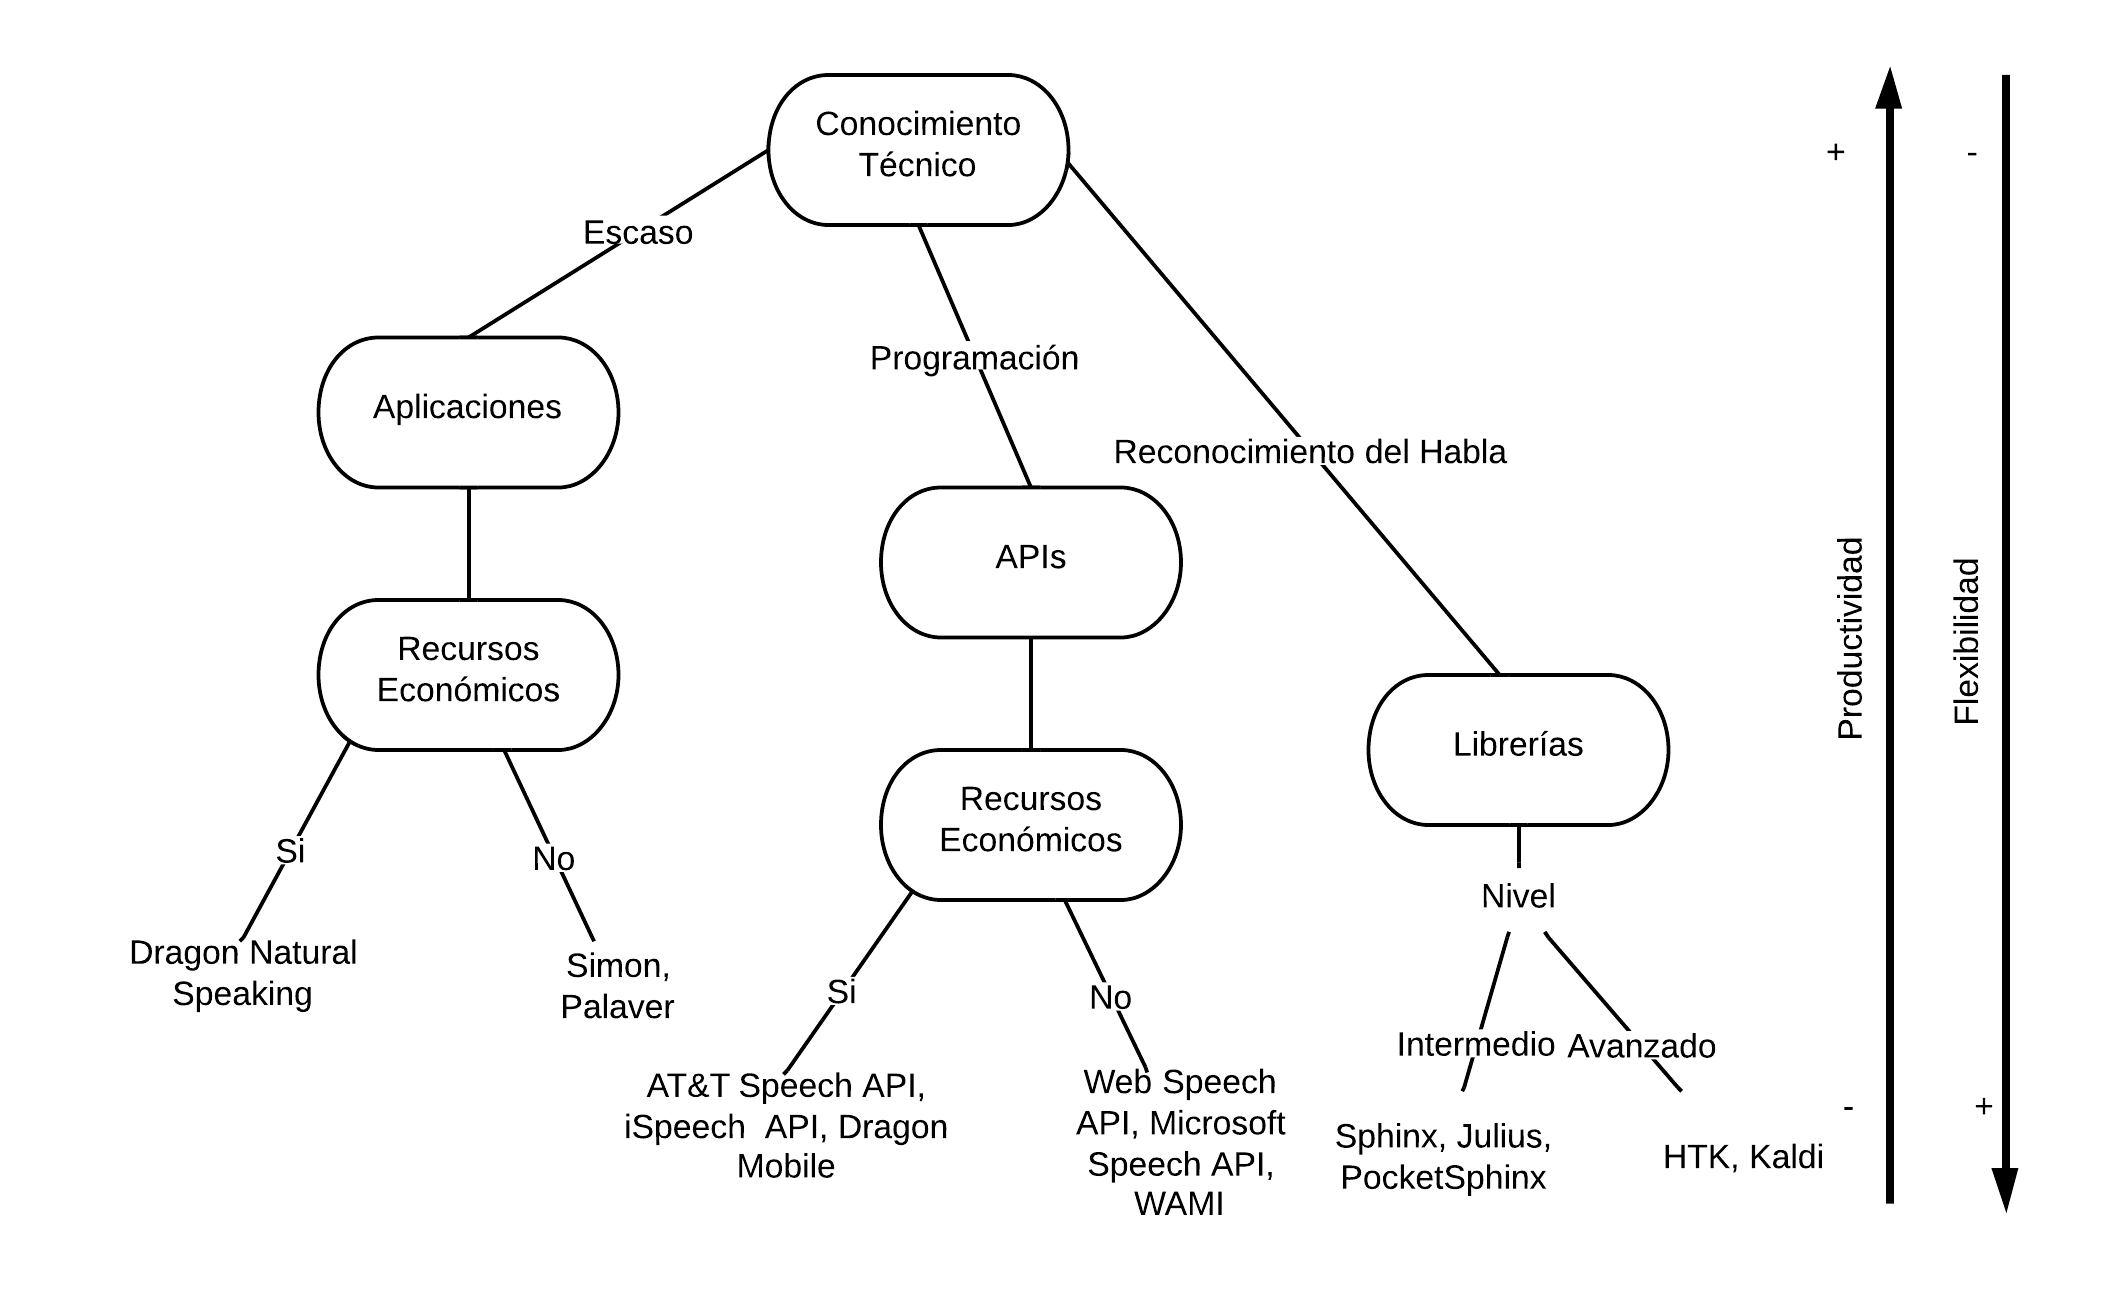 Conocimiento
Técnico
+
-
Escaso
Programación
Aplicaciones
Reconocimiento del Habla
APIs
Productividad
Flexibilidad
Recursos
Económicos
Librerías
Recursos
Económicos
Si
No
Nivel
Dragon Natural
Speaking
Simon,
Palaver
Si
No
Intermedio
Avanzado
AT&T Speech API,
iSpeech  API, Dragon
Mobile
Web Speech
API, Microsoft
Speech API,
WAMI
Sphinx, Julius,
PocketSphinx
HTK, Kaldi
-
+